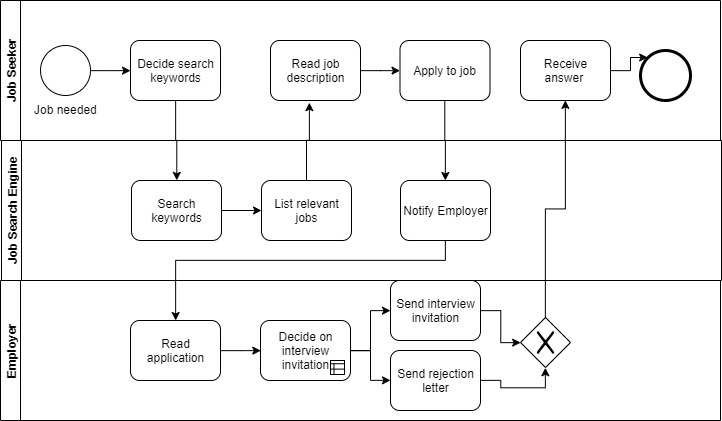 Job Seeker
Job needed
Decide search
keywords
Read job
description
Apply to job
Receive
answer
Job Search Engine
Search
keywords
List relevant
jobs
Notify Employer
Employer
Read
application
Decide on
interview
invitation
Send interview
invitation
Send rejection
letter